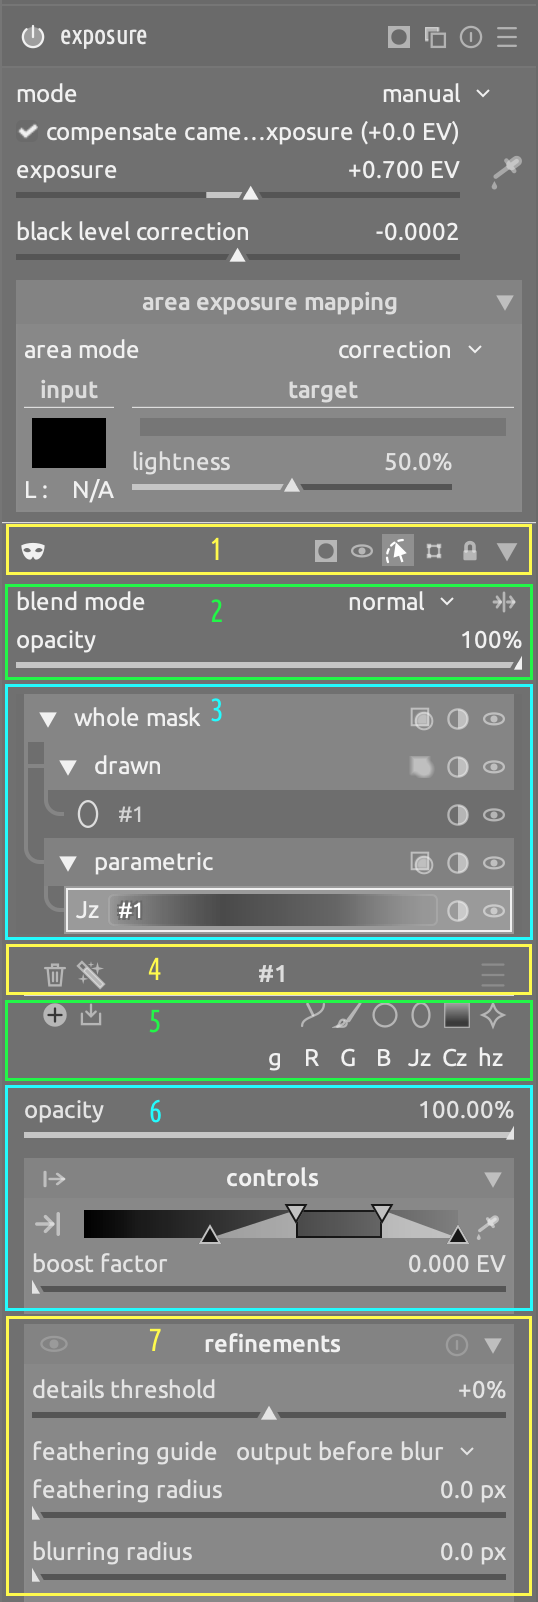 exposure
mode manual
compensate came...xposure (+0.0 EV)
exposure +0.700 EV
black level correction -0.0002
area exposure mapping
area mode correction
input target
lightness 50.0%
L : N/A
1
blend mode 2 normal
opacity 100%
whole mask 3
drawn
#1
parametric
Jz #1
4 #1
5
g R G B Jz Cz hz
opacity 6 100.00%
controls
boost factor 0.000 EV
7 refinements
details threshold +0%
feathering guide output before blur
feathering radius 0.0 px
blurring radius 0.0 px